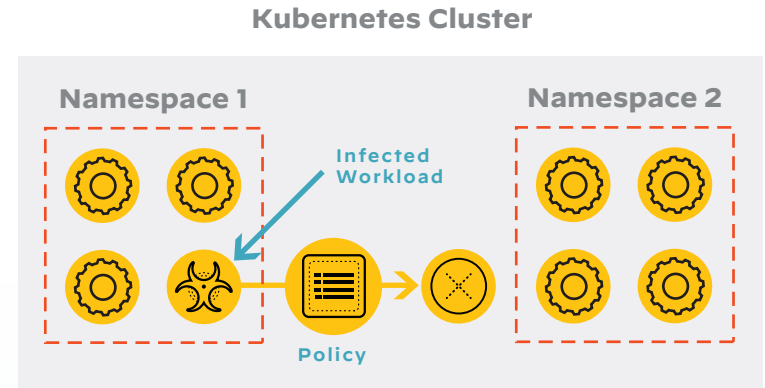 Kubernetes Cluster
Namespace 1
Namespace 2
Infected
Workload
Policy